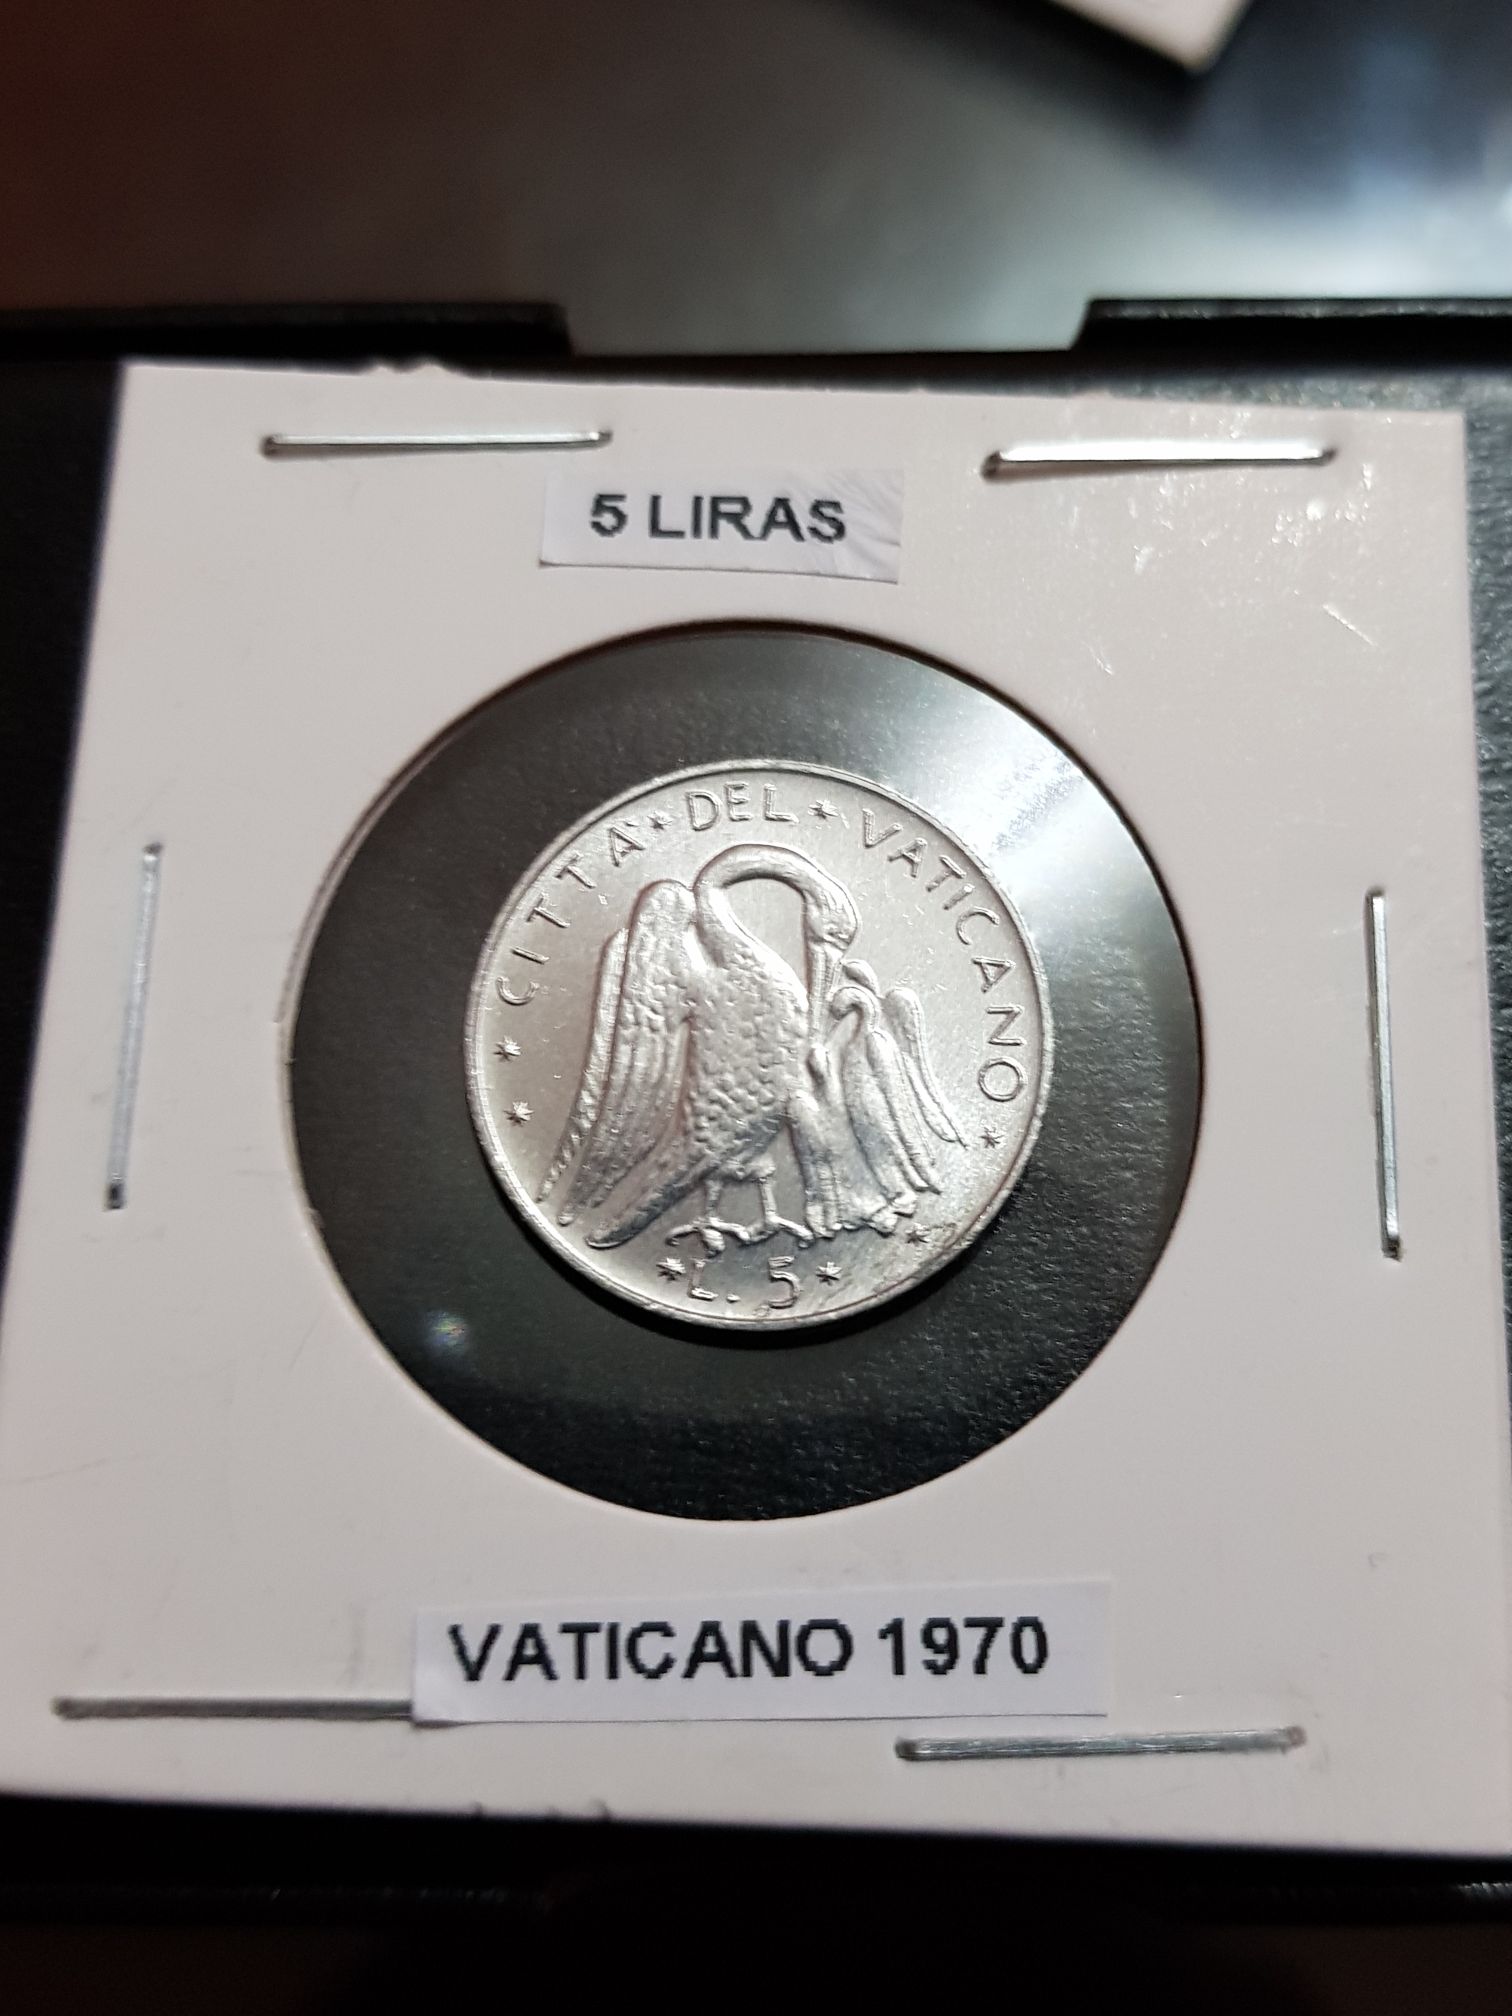 5 LIRAS
* CITTA' * DEL * VATICANO *
* L. 5 *
VATICANO 1970